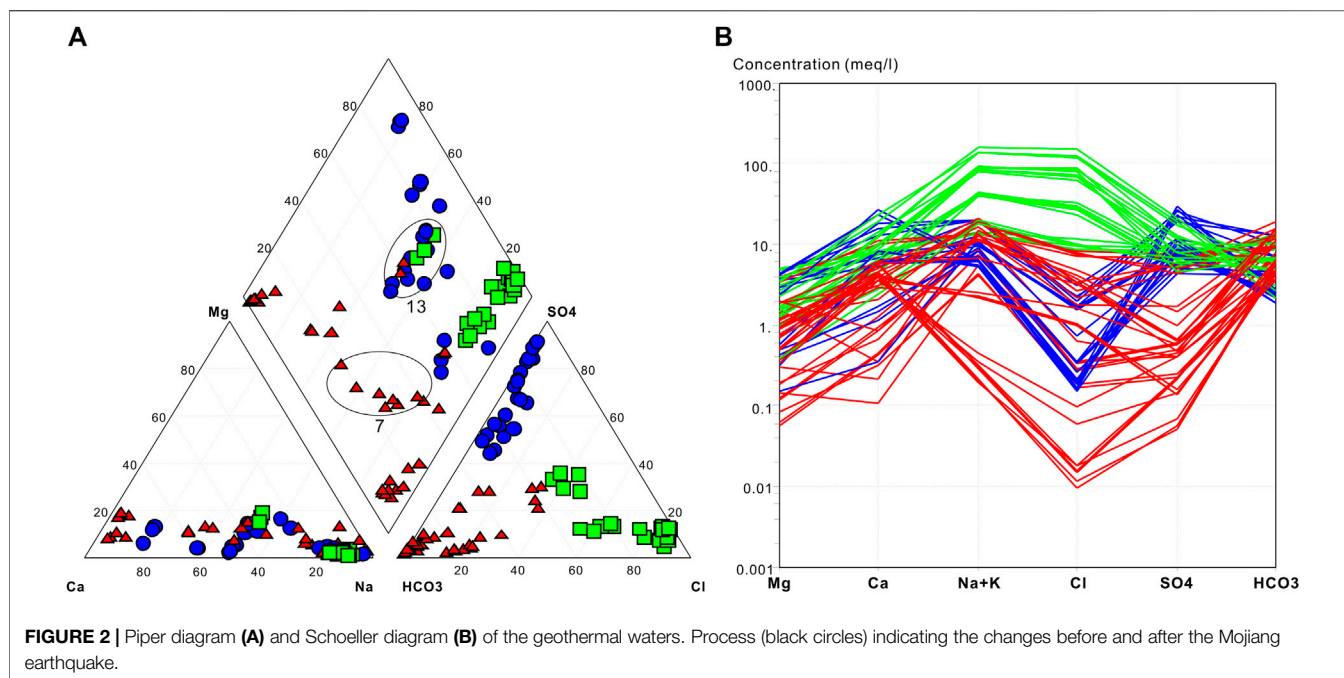 A
B
Concentration (meq/l)
1000.
100.
10.
1.
0.1
0.01
0.001
Mg Ca Na+K Cl SO4 HCO3
80 80
60 60
40 40
20 20
13
7
Mg
SO4
80 80
60 60
40 40
20 20
80 60 40 20
20 40 60 80
Ca Na HCO3 Cl
FIGURE 2 | Piper diagram (A) and Schoeller diagram (B) of the geothermal waters. Process (black circles) indicating the changes before and after the Mojiang
earthquake.